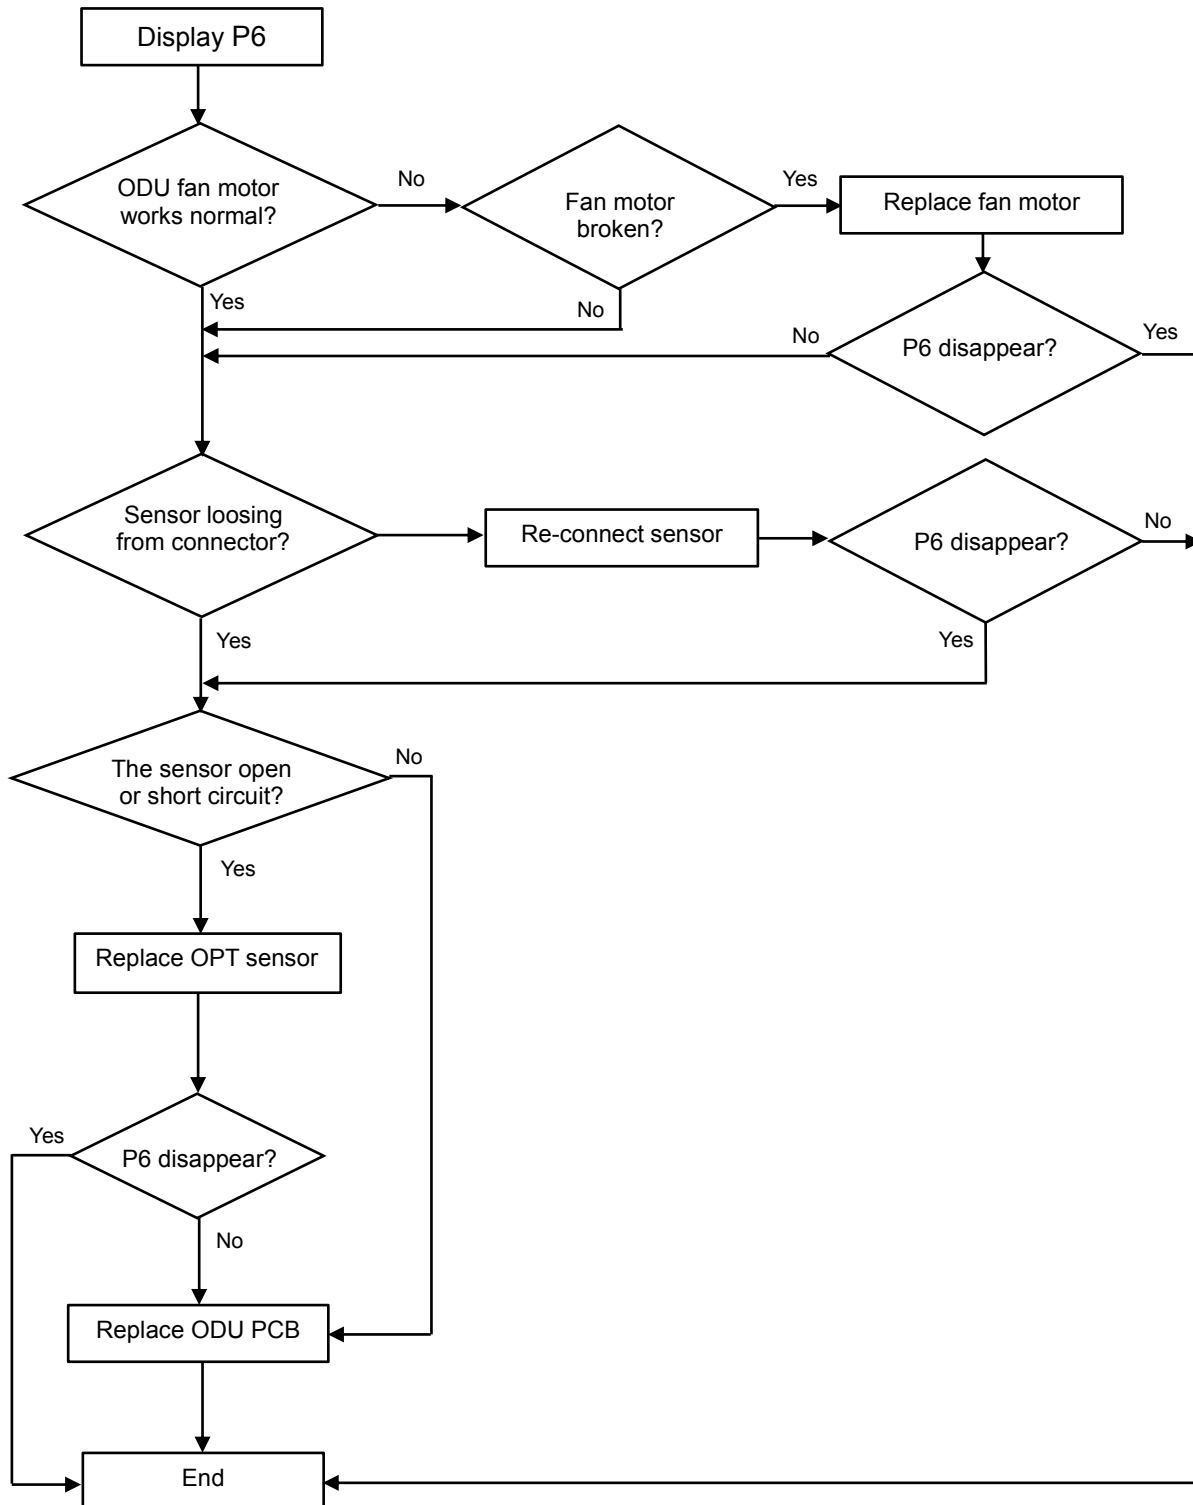 Display P6
ODU fan motor
works normal?
No
Fan motor
broken?
Yes
Replace fan motor
Yes
No
No
P6 disappear?
Yes
Sensor loosing
from connector?
Re-connect sensor
P6 disappear?
No
Yes
Yes
The sensor open
or short circuit?
No
Yes
Replace OPT sensor
Yes
P6 disappear?
No
Replace ODU PCB
End